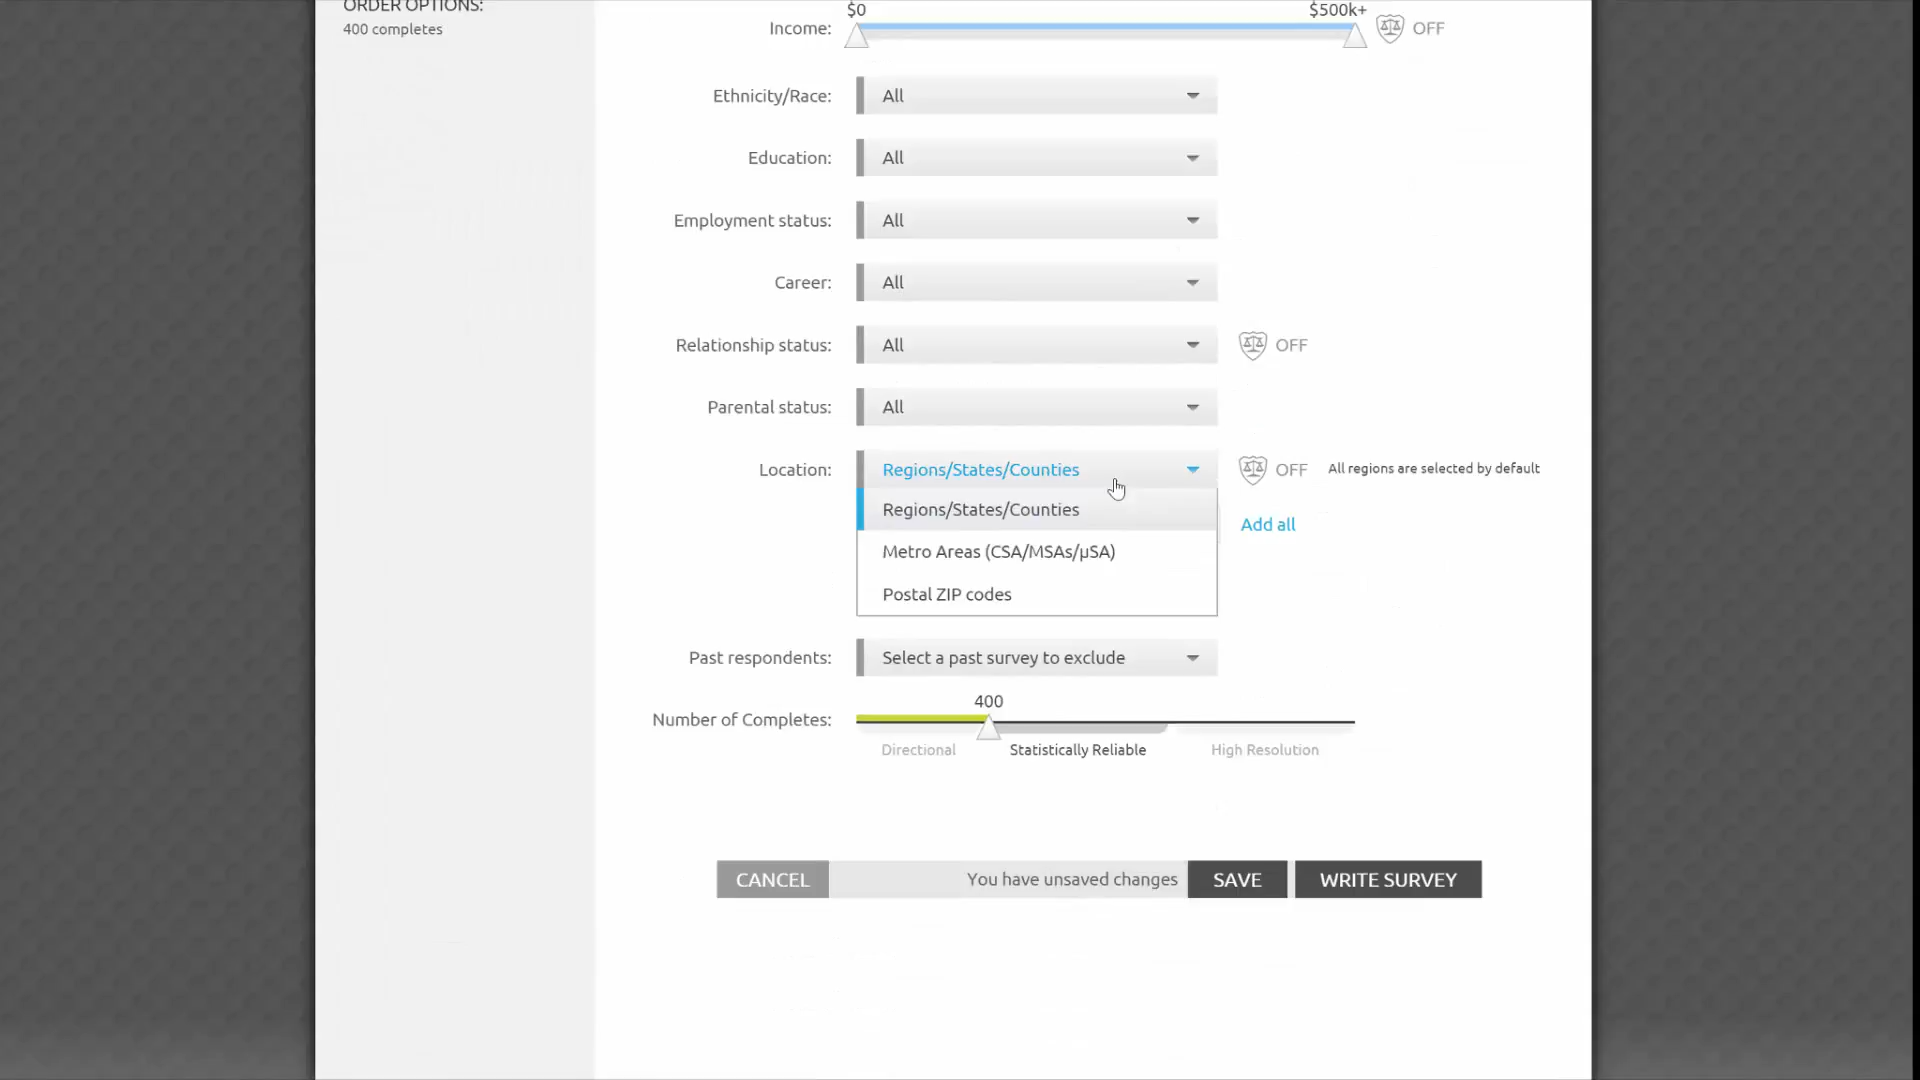 ORDER OPTIONS:
400 completes
$0 $500k+
Income: OFF
Ethnicity/Race: All
Education: All
Employment status: All
Career: All
Relationship status: All OFF
Parental status: All
Location: Regions/States/Counties OFF All regions are selected by default
Regions/States/Counties
Add all
Metro Areas (CSA/MSAs/µSA)
Postal ZIP codes
Past respondents: Select a past survey to exclude
400
Number of Completes:
Directional Statistically Reliable High Resolution
CANCEL You have unsaved changes SAVE WRITE SURVEY